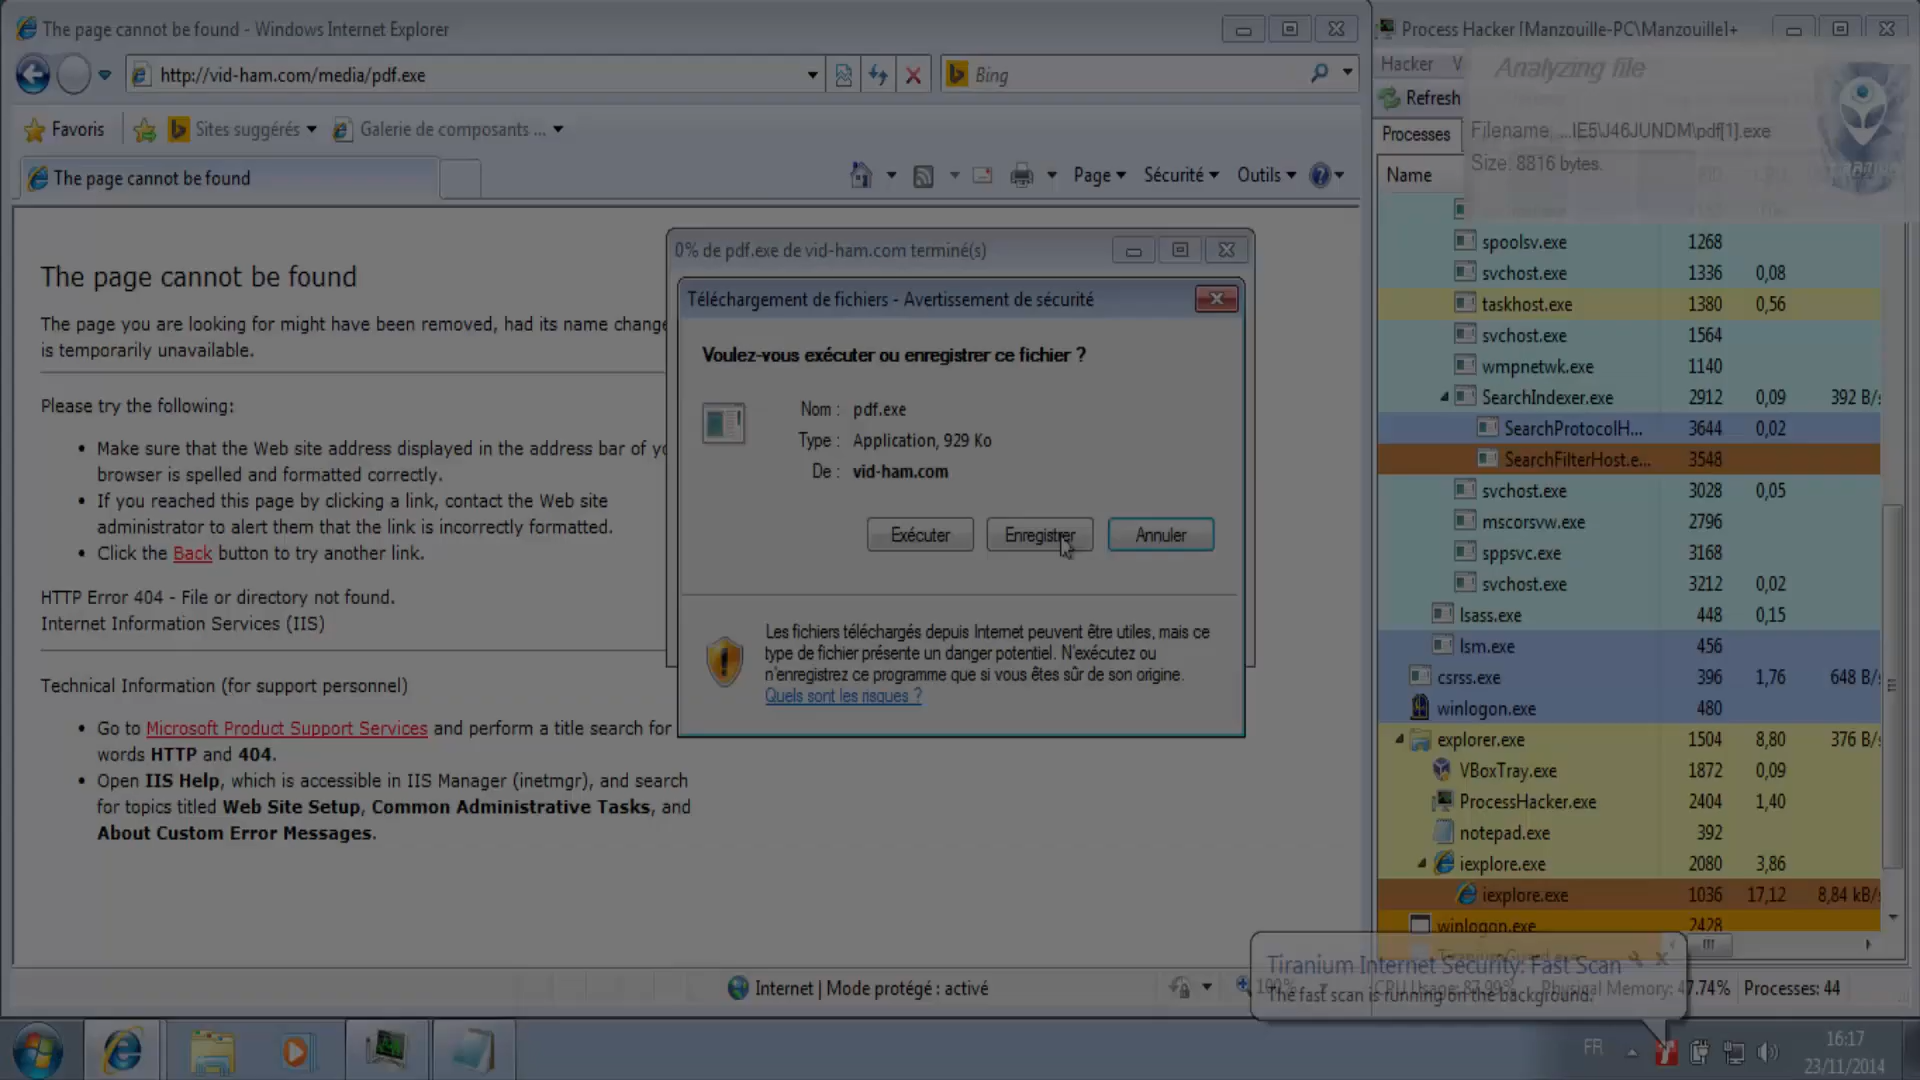 The page cannot be found - Windows Internet Explorer
http://vid-ham.com/media/pdf.exe
Bing
Favoris
Sites suggérés
Galerie de composants ...
The page cannot be found
Page
Sécurité
Outils
The page cannot be found
The page you are looking for might have been removed, had its name change
is temporarily unavailable.
Please try the following:
Make sure that the Web site address displayed in the address bar of yo
browser is spelled and formatted correctly.
If you reached this page by clicking a link, contact the Web site
administrator to alert them that the link is incorrectly formatted.
Click the Back button to try another link.
HTTP Error 404 - File or directory not found.
Internet Information Services (IIS)
Technical Information (for support personnel)
Go to Microsoft Product Support Services and perform a title search for
words HTTP and 404.
Open IIS Help, which is accessible in IIS Manager (inetmgr), and search
for topics titled Web Site Setup, Common Administrative Tasks, and
About Custom Error Messages.
0% de pdf.exe de vid-ham.com terminé(s)
Téléchargement de fichiers - Avertissement de sécurité
Voulez-vous exécuter ou enregistrer ce fichier ?
Nom : pdf.exe
Type : Application, 929 Ko
De : vid-ham.com
Exécuter
Enregistrer
Annuler
Les fichiers téléchargés depuis Internet peuvent être utiles, mais ce
type de fichier présente un danger potentiel. N'exécutez ou
n'enregistrez ce programme que si vous êtes sûr de son origine.
Quels sont les risques ?
Internet | Mode protégé : activé
100%
Process Hacker [Manzouille-PC\Manzouille]+
Hacker V
Refresh
Processes
Name
Analyzing file
Filename, ...IE5\J46JUNDM\pdf[1].exe
Size: 8816 bytes.
spoolsv.exe 1268
svchost.exe 1336 0,08
taskhost.exe 1380 0,56
svchost.exe 1564
wmpnetwk.exe 1140
SearchIndexer.exe 2912 0,09 392 B/s
SearchProtocolH... 3644 0,02
SearchFilterHost.e... 3548
svchost.exe 3028 0,05
mscorsvw.exe 2796
sppsvc.exe 3168
svchost.exe 3212 0,02
lsass.exe 448 0,15
lsm.exe 456
csrss.exe 396 1,76 648 B/s
winlogon.exe 480
explorer.exe 1504 8,80 376 B/s
VBoxTray.exe 1872 0,09
ProcessHacker.exe 2404 1,40
notepad.exe 392
iexplore.exe 2080 3,86
iexplore.exe 1036 17,12 8,84 kB/s
winlogon.exe 2428
Tiranium Internet Security: Fast Scan
The fast scan is running on the background.
CPU Usage: 87.99%
Physical Memory: 47.74%
Processes: 44
FR
16:17
23/11/2014